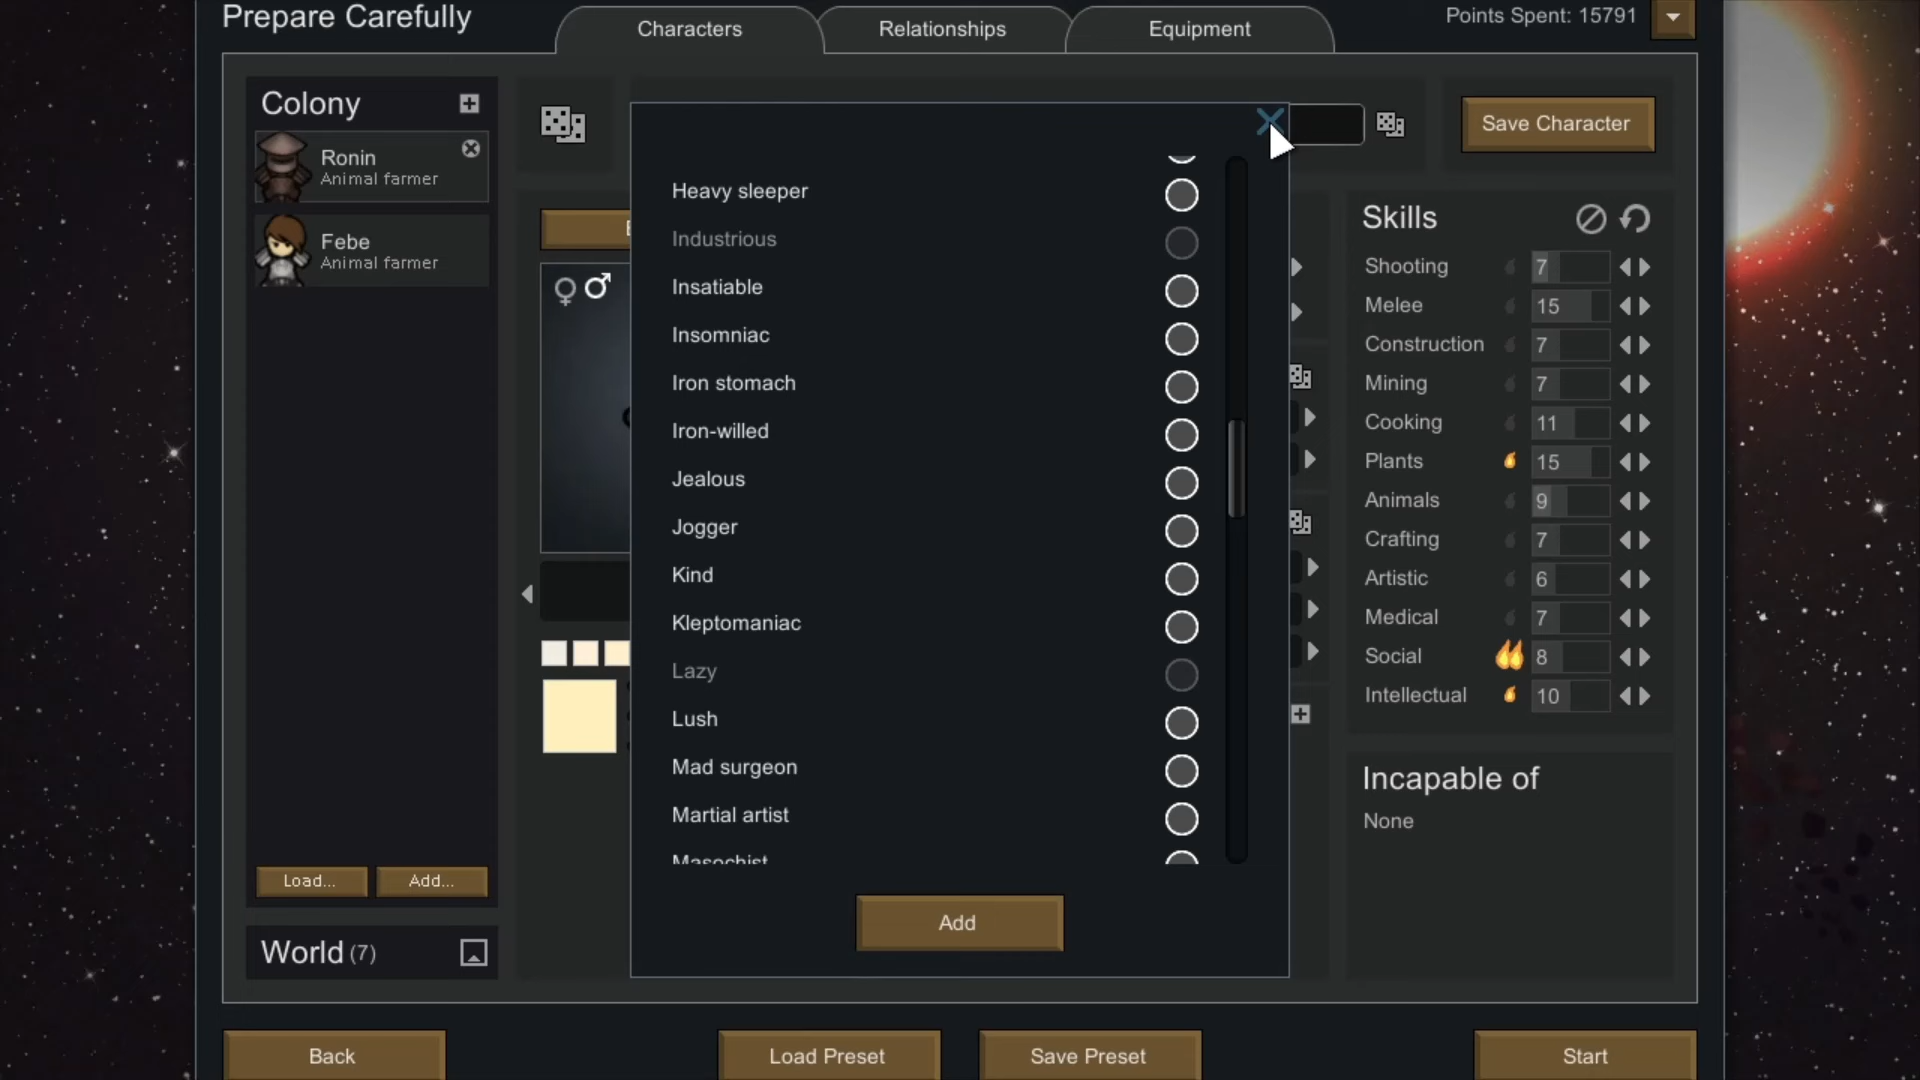 Prepare Carefully
Characters
Relationships
Equipment
Points Spent: 15791
Colony
Ronin
Animal farmer
Febe
Animal farmer
Load...
Add...
World (7)
Save Character
Heavy sleeper
Industrious
Insatiable
Insomniac
Iron stomach
Iron-willed
Jealous
Jogger
Kind
Kleptomaniac
Lazy
Lush
Mad surgeon
Martial artist
Masochist
Add
Skills
Shooting 7
Melee 15
Construction 7
Mining 7
Cooking 11
Plants 15
Animals 9
Crafting 7
Artistic 6
Medical 7
Social 8
Intellectual 10
Incapable of
None
Back
Load Preset
Save Preset
Start